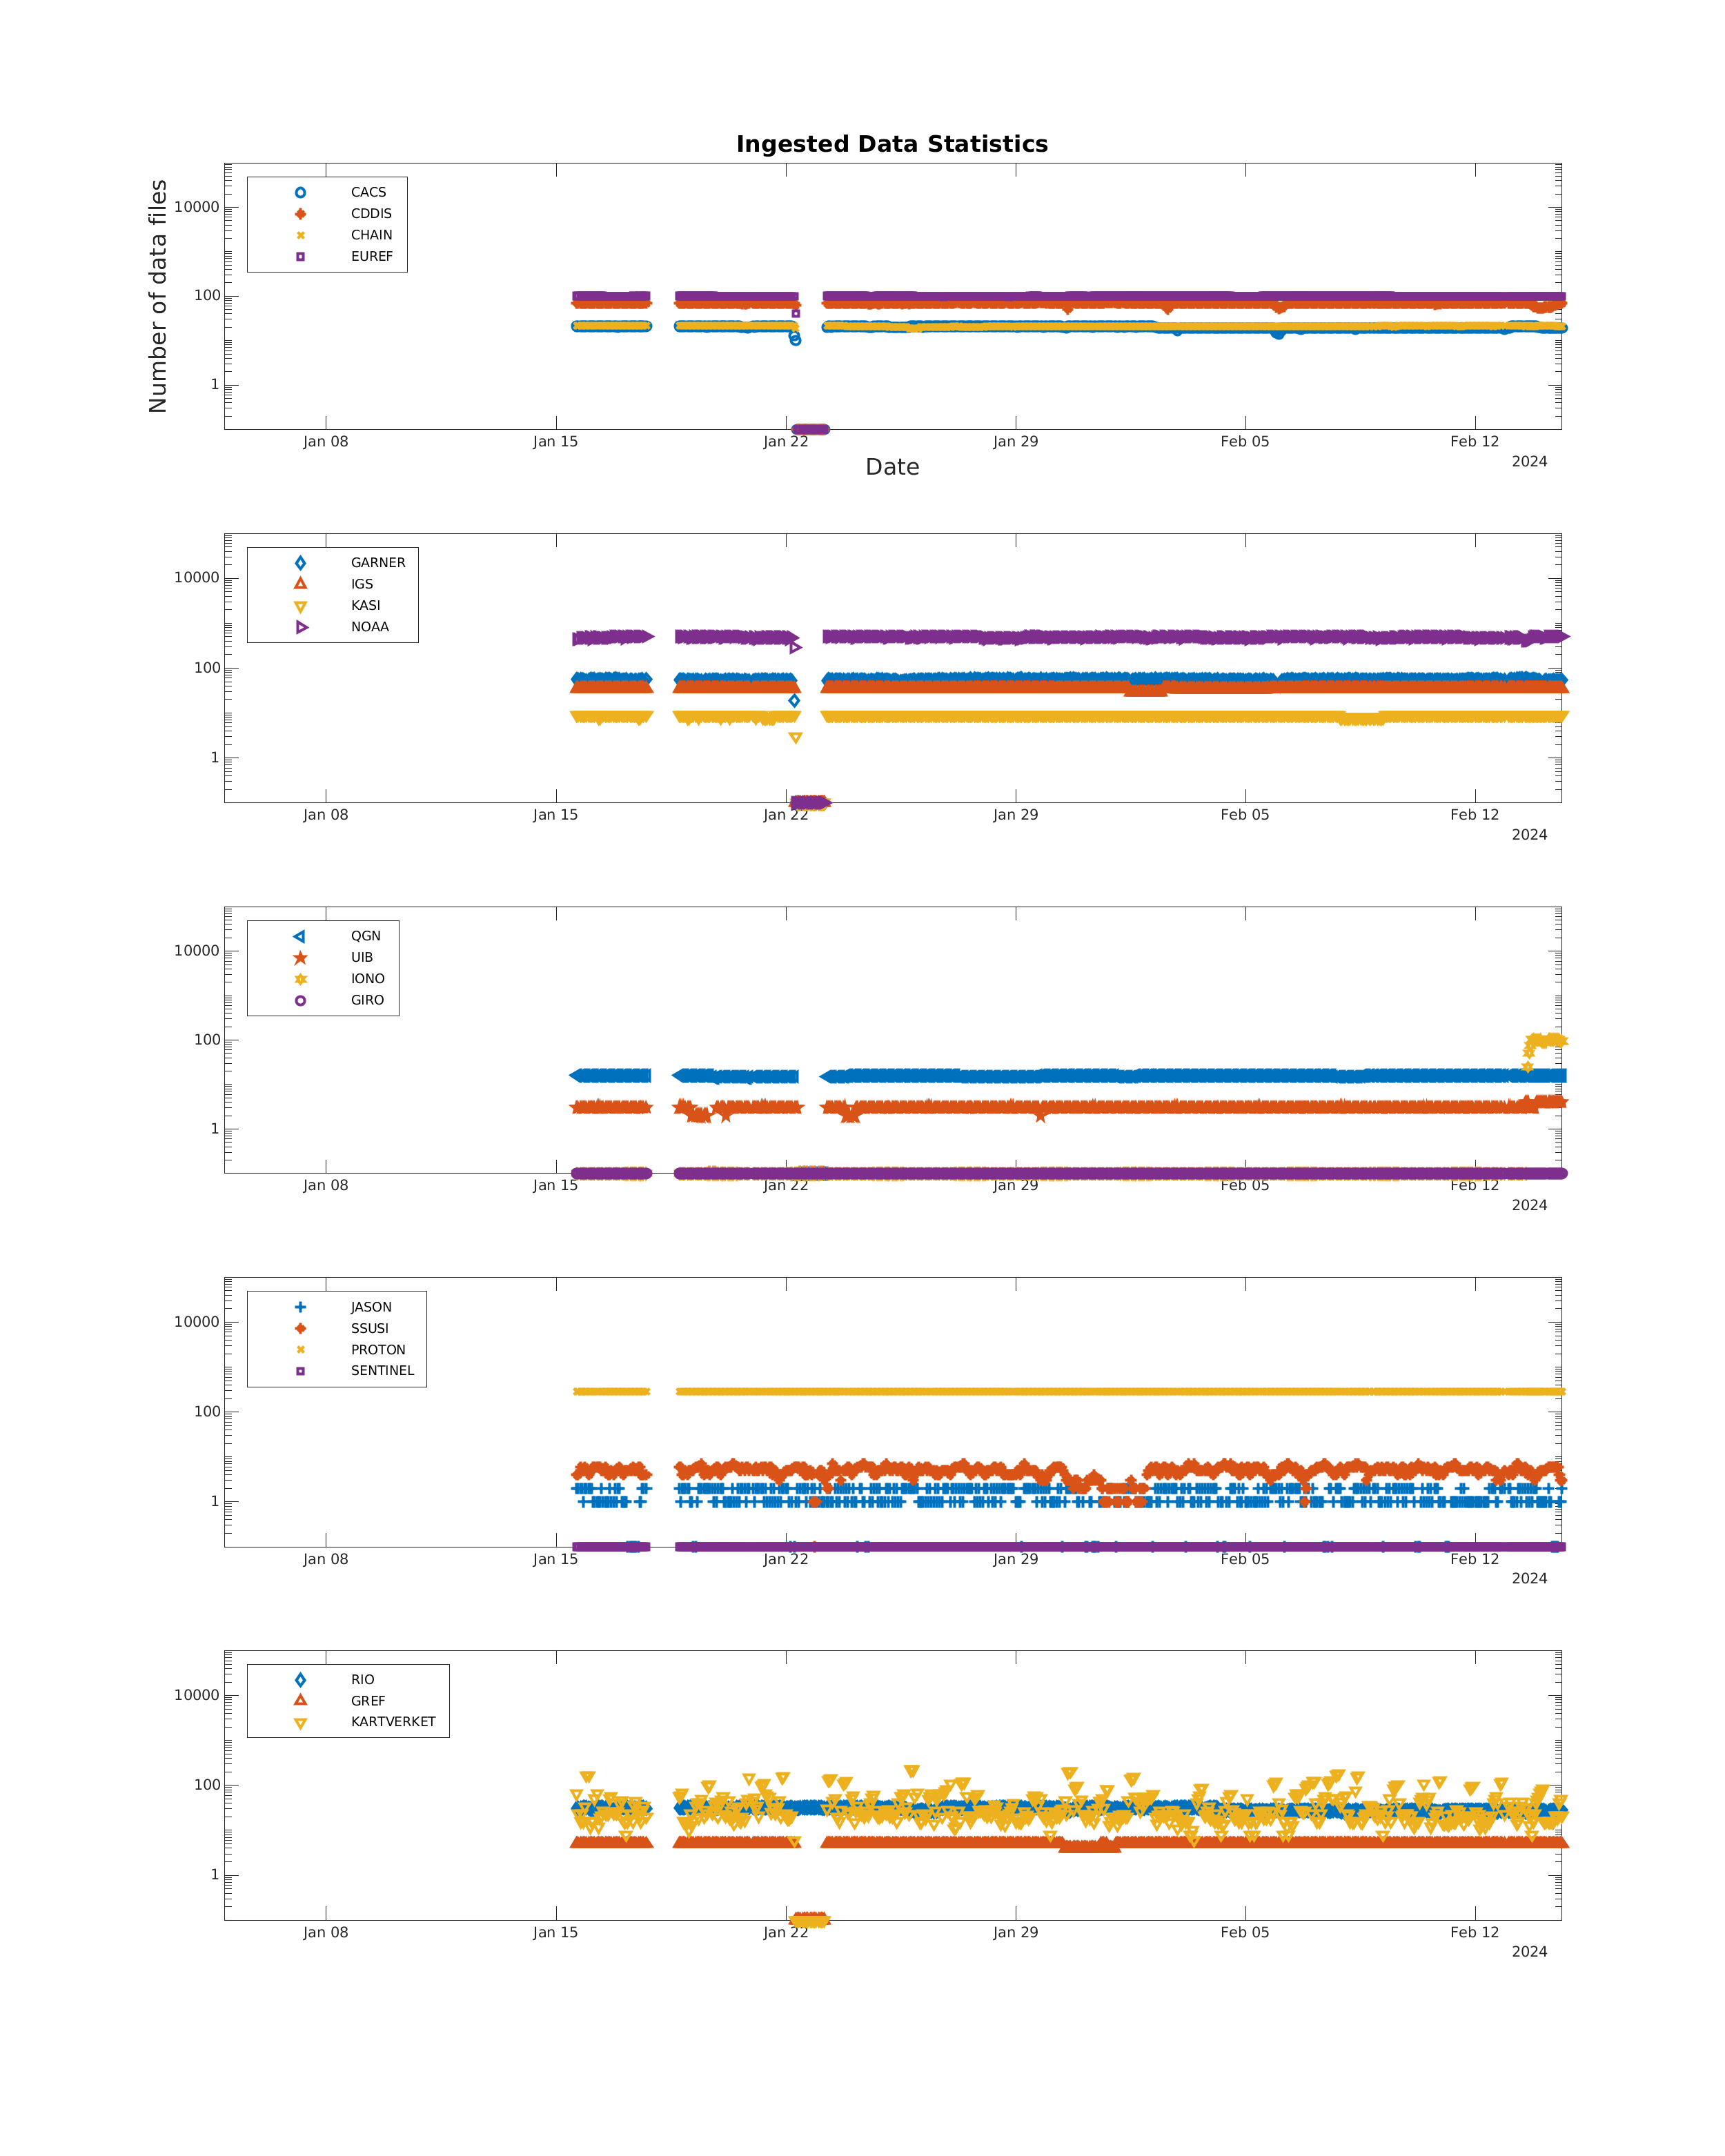 Ingested Data Statistics
Number of data files
10000
100
1
CACS
CDDIS
CHAIN
EUREF
Jan 08 Jan 15 Jan 22 Jan 29 Feb 05 Feb 12
2024
Date
10000
100
1
GARNER
IGS
KASI
NOAA
Jan 08 Jan 15 Jan 22 Jan 29 Feb 05 Feb 12
2024
10000
100
1
QGN
UIB
IONO
GIRO
Jan 08 Jan 15 Jan 22 Jan 29 Feb 05 Feb 12
2024
10000
100
1
JASON
SSUSI
PROTON
SENTINEL
Jan 08 Jan 15 Jan 22 Jan 29 Feb 05 Feb 12
2024
10000
100
1
RIO
GREF
KARTVERKET
Jan 08 Jan 15 Jan 22 Jan 29 Feb 05 Feb 12
2024